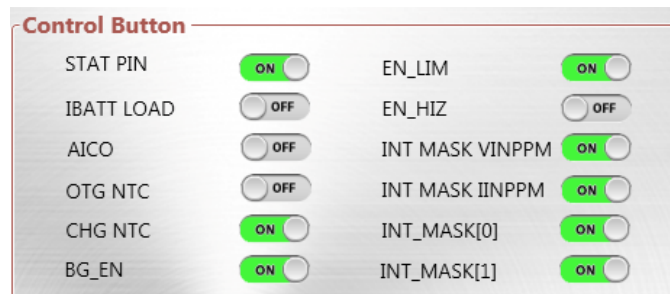 Control Button
STAT PIN ON EN_LIM ON
IBATT LOAD OFF EN_HIZ OFF
AICO OFF INT MASK VINPPM ON
OTG NTC OFF INT MASK IINPPM ON
CHG NTC ON INT_MASK[0] ON
BG_EN ON INT_MASK[1] ON